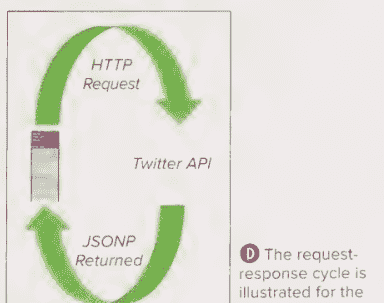 HTTP
Request
Twitter API
JSONP
Returned
D The request-
response cycle is
illustrated for the